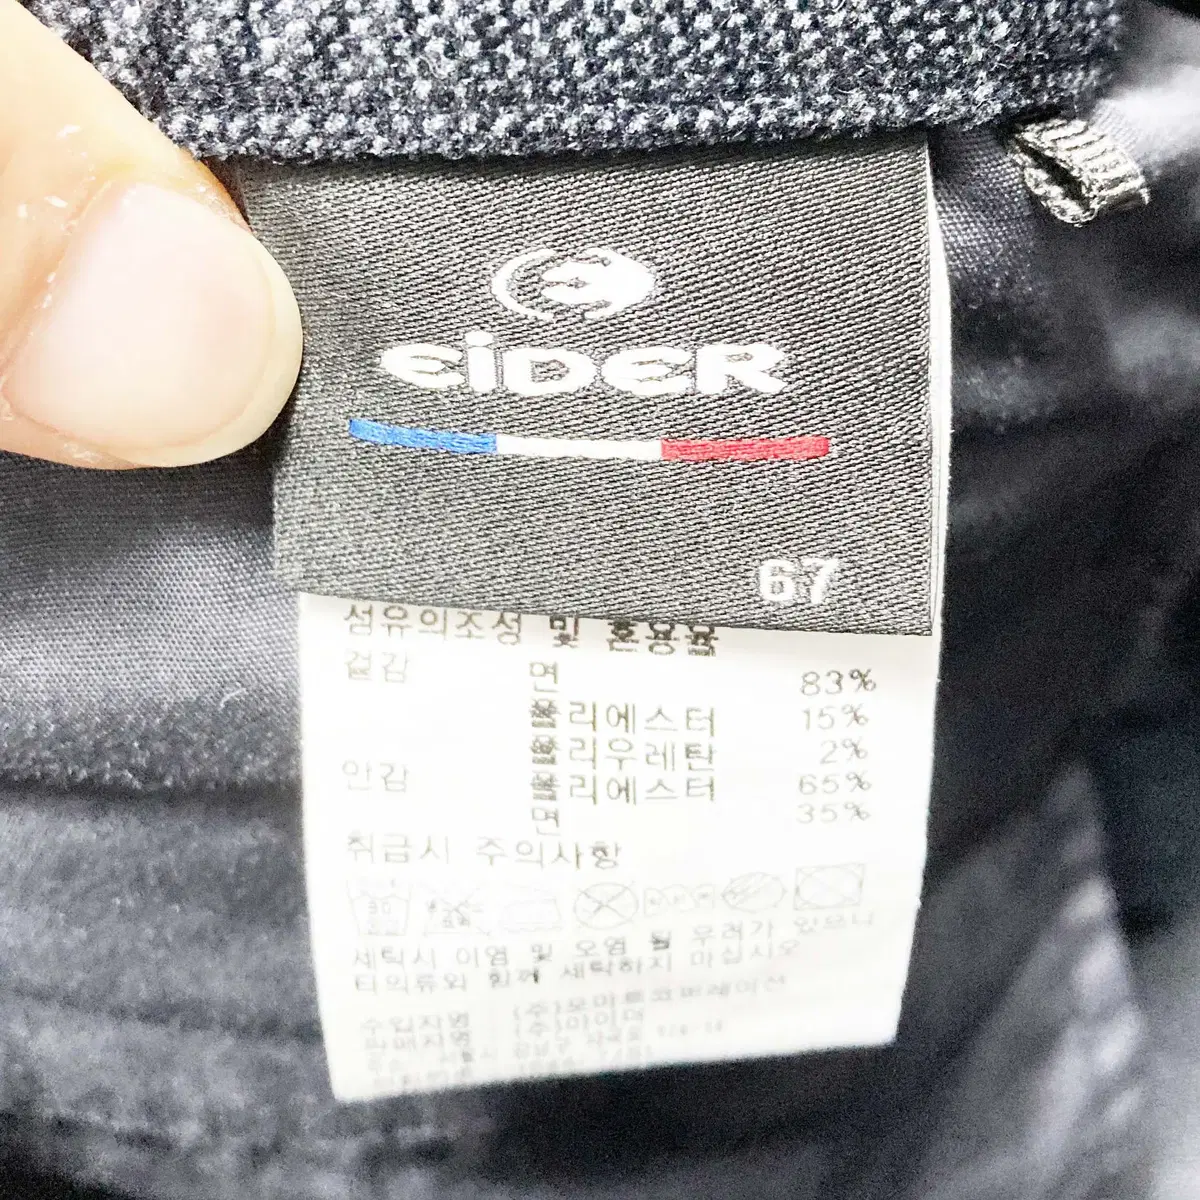 EiDER
67
섬유의조성 및 혼용율
겉감 면 83%
폴리에스터 15%
폴리우레탄 2%
안감 폴리에스터 65%
면 35%
취급시 주의사항
세탁시 이염 및 오염 될 우려가 있으니
타의류와 함께 세탁하지 마십시오
수입자명
판매자명